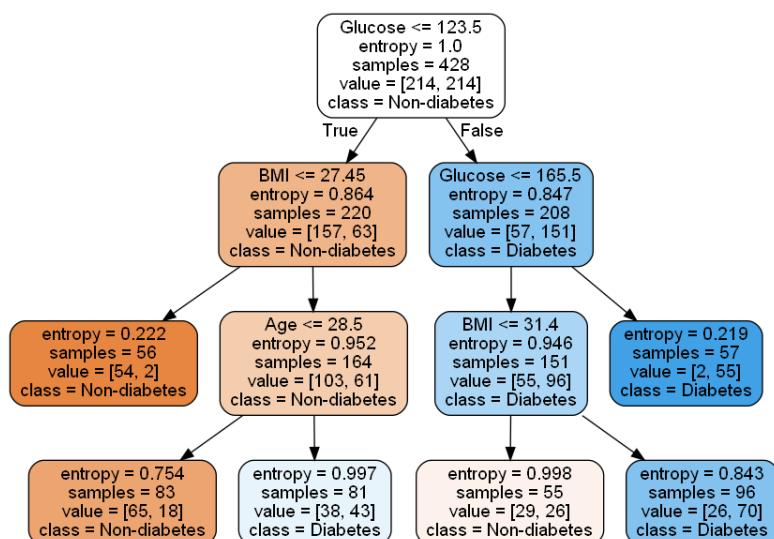 Glucose <= 123.5
entropy = 1.0
samples = 428
value = [214, 214]
class = Non-diabetes
True
False
BMI <= 27.45
entropy = 0.864
samples = 220
value = [157, 63]
class = Non-diabetes
Glucose <= 165.5
entropy = 0.847
samples = 208
value = [57, 151]
class = Diabetes
entropy = 0.222
samples = 56
value = [54, 2]
class = Non-diabetes
Age <= 28.5
entropy = 0.952
samples = 164
value = [103, 61]
class = Non-diabetes
BMI <= 31.4
entropy = 0.946
samples = 151
value = [55, 96]
class = Diabetes
entropy = 0.219
samples = 57
value = [2, 55]
class = Diabetes
entropy = 0.754
samples = 83
value = [65, 18]
class = Non-diabetes
entropy = 0.997
samples = 81
value = [38, 43]
class = Diabetes
entropy = 0.998
samples = 55
value = [29, 26]
class = Non-diabetes
entropy = 0.843
samples = 96
value = [26, 70]
class = Diabetes